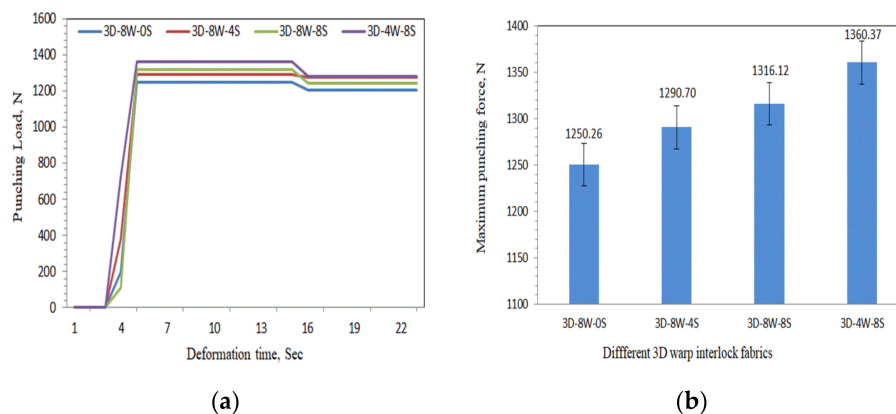 3D-8W-0S 3D-8W-4S 3D-8W-8S 3D-4W-8S
1600
1400
1200
1000
800
600
400
200
0
Punching Load, N
1 4 7 10 13 16 19 22
Deformation time, Sec
(a)
1400
1350
1300
1250
1200
1150
1100
Maximum punching force, N
1250.26
1290.70
1316.12
1360.37
3D-8W-0S 3D-8W-4S 3D-8W-8S 3D-4W-8S
Diffferent 3D warp interlock fabrics
(b)